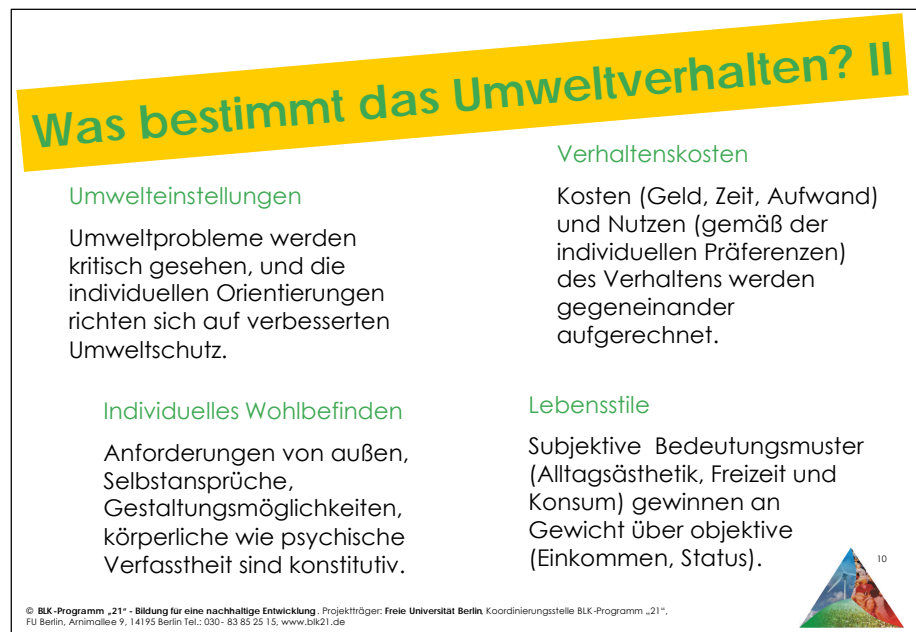 Was bestimmt das Umweltverhalten? II
Umwelteinstellungen
Umweltprobleme werden
kritisch gesehen, und die
individuellen Orientierungen
richten sich auf verbesserten
Umweltschutz.
Verhaltenskosten
Kosten (Geld, Zeit, Aufwand)
und Nutzen (gemäß der
individuellen Präferenzen)
des Verhaltens werden
gegeneinander
aufgerechnet.
Individuelles Wohlbefinden
Anforderungen von außen,
Selbstansprüche,
Gestaltungsmöglichkeiten,
körperliche wie psychische
Verfasstheit sind konstitutiv.
Lebensstile
Subjektive Bedeutungsmuster
(Alltagsästhetik, Freizeit und
Konsum) gewinnen an
Gewicht über objektive
(Einkommen, Status).
10
© BLK-Programm „21“ - Bildung für eine nachhaltige Entwicklung. Projektträger: Freie Universität Berlin, Koordinierungsstelle BLK-Programm „21“,
FU Berlin, Arnimallee 9, 14195 Berlin Tel.: 030 - 83 85 25 15, www.blk21.de